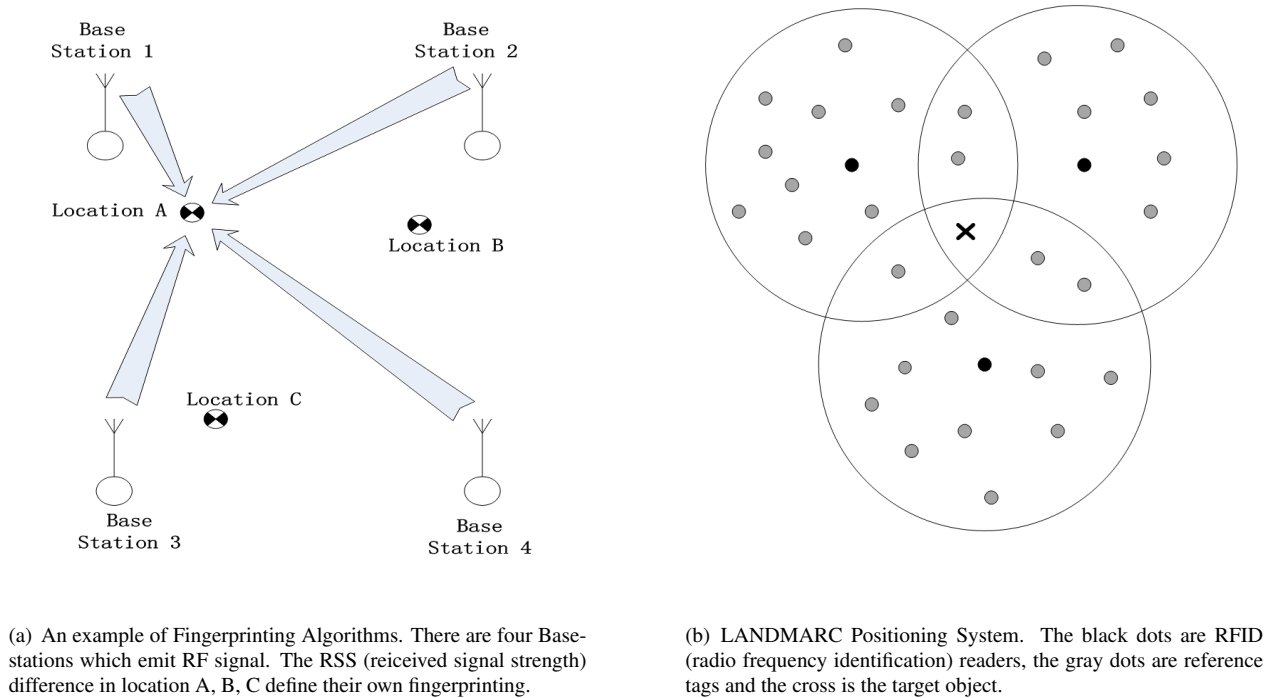 Base
Station 1
Base
Station 2
Location A
Location B
Location C
Base
Station 3
Base
Station 4
(a) An example of Fingerprinting Algorithms. There are four Base-
stations which emit RF signal. The RSS (reiceived signal strength)
difference in location A, B, C define their own fingerprinting.
(b) LANDMARC Positioning System. The black dots are RFID
(radio frequency identification) readers, the gray dots are reference
tags and the cross is the target object.